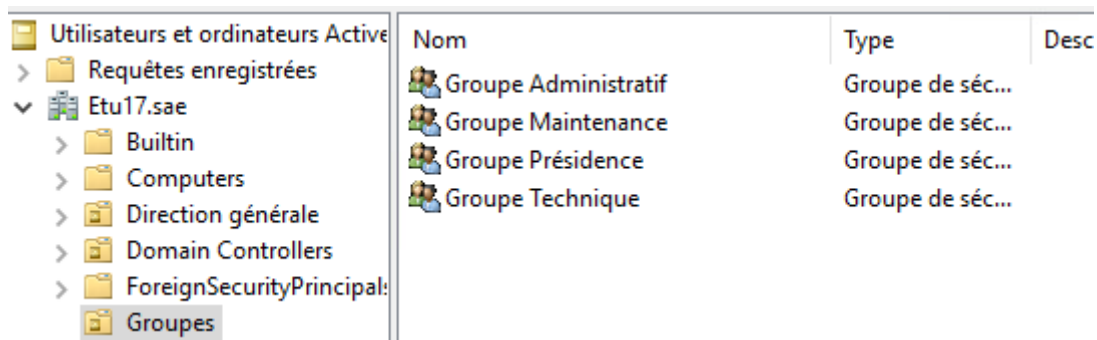 Utilisateurs et ordinateurs Active
Requêtes enregistrées
Etu17.sae
Builtin
Computers
Direction générale
Domain Controllers
ForeignSecurityPrincipals
Groupes
Nom Type Desc
Groupe Administratif Groupe de séc...
Groupe Maintenance Groupe de séc...
Groupe Présidence Groupe de séc...
Groupe Technique Groupe de séc...